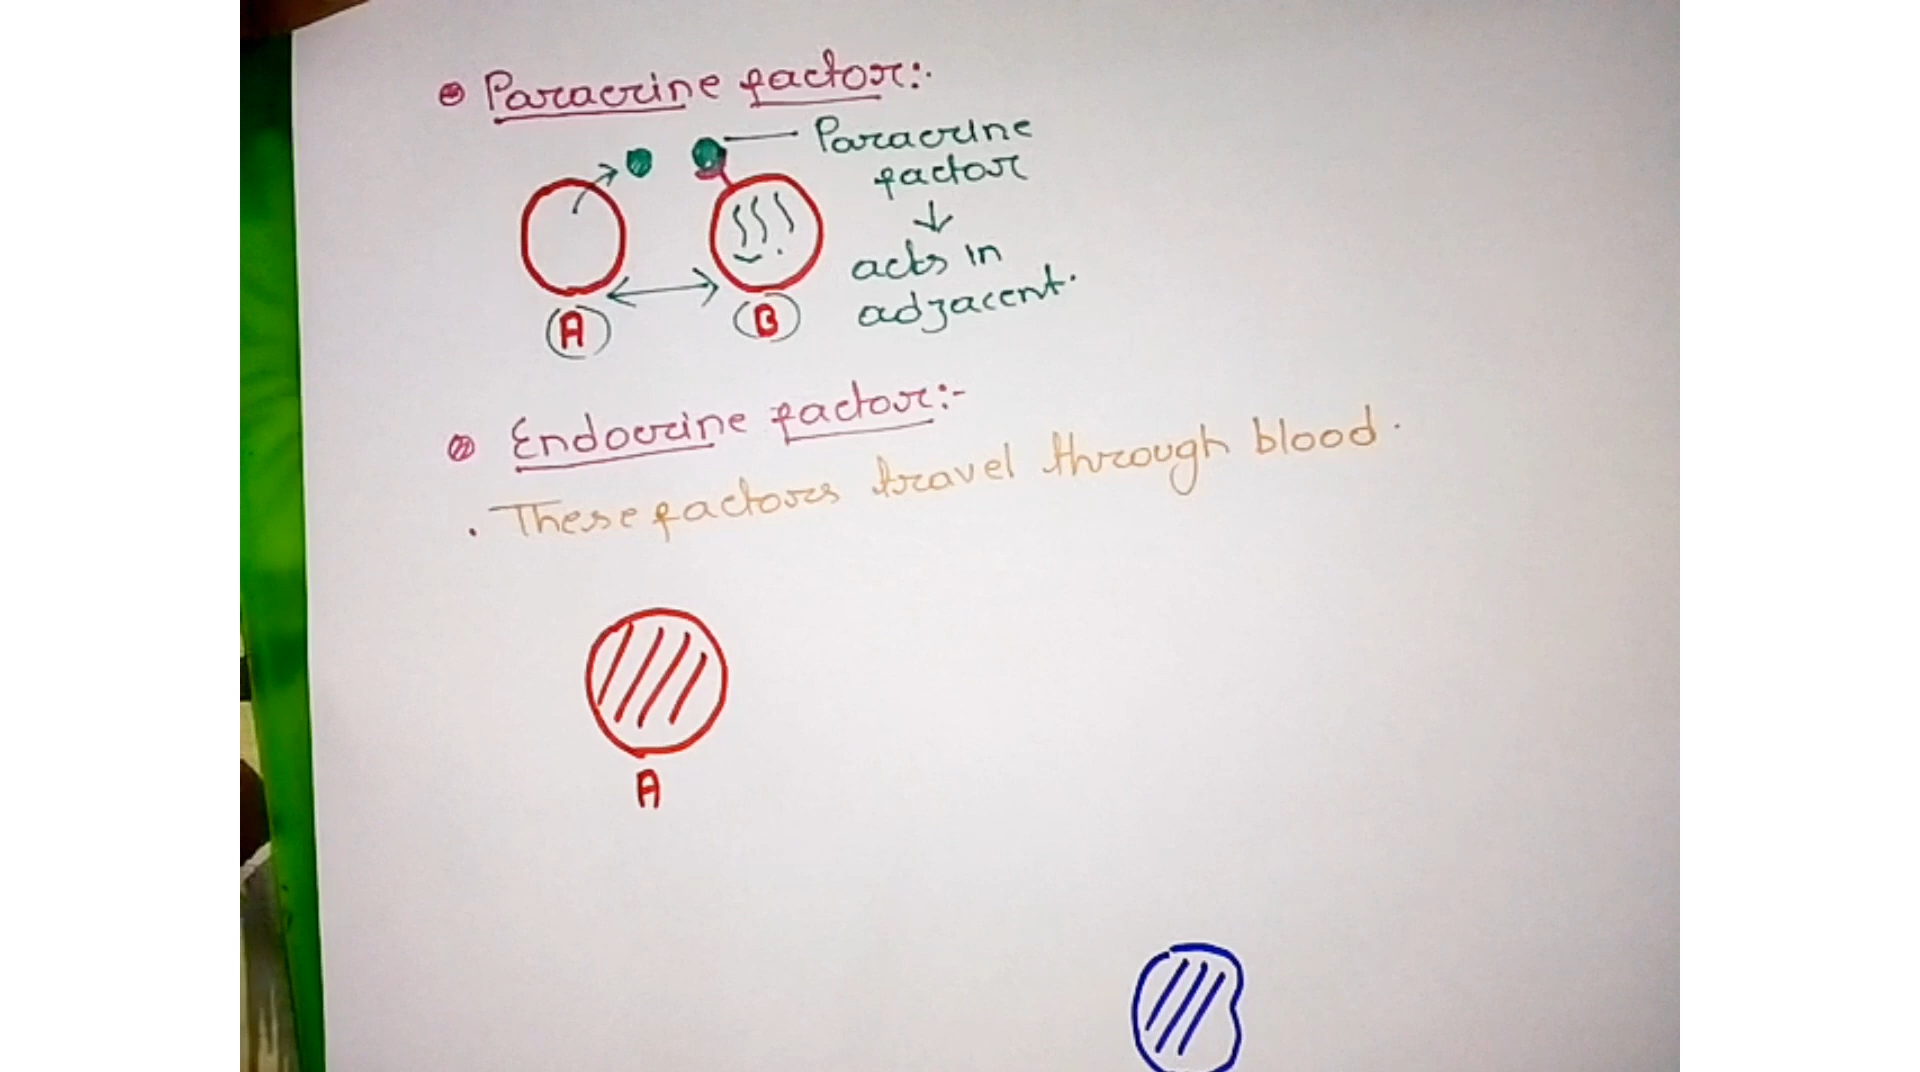 Paracrine factor:-
Paracrine
factor
↓
acts in
adjacent.
A
B
Endocrine factor:-
. These factors travel through blood.
A